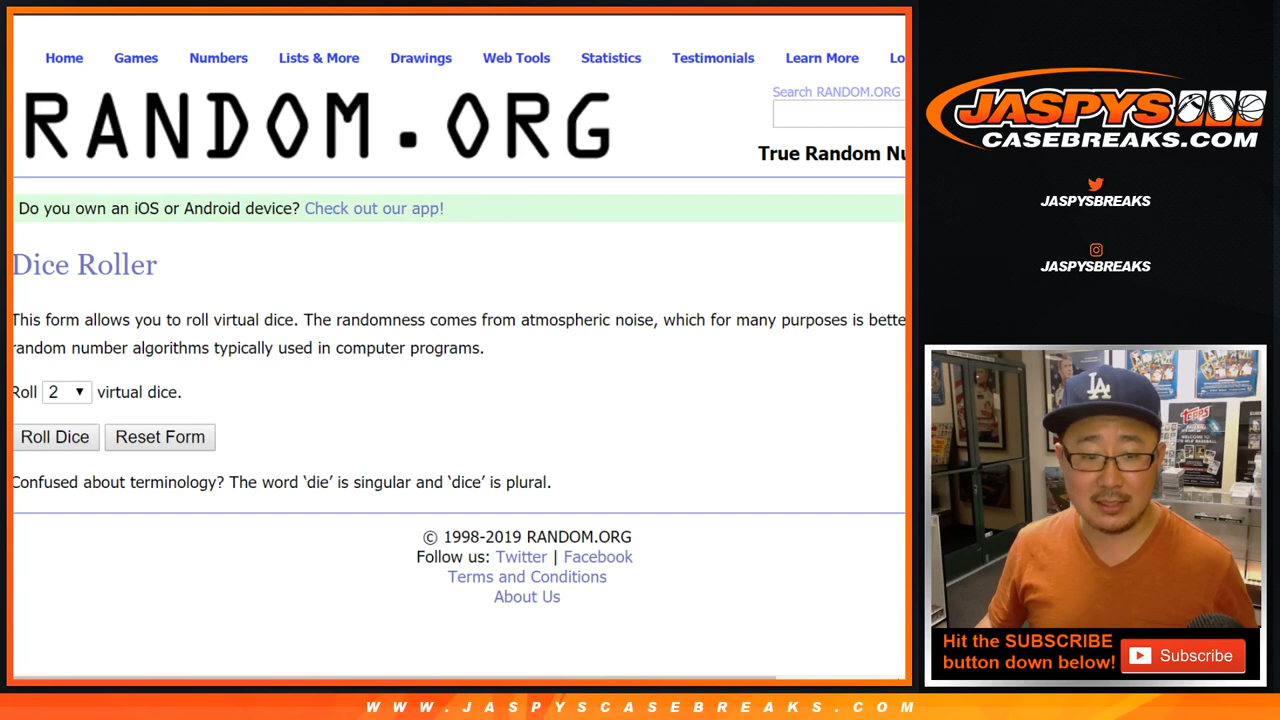 Home Games Numbers Lists & More Drawings Web Tools Statistics Testimonials Learn More Lo
RANDOM.ORG
Search RANDOM.ORG
True Random Nu
Do you own an iOS or Android device? Check out our app!
Dice Roller
This form allows you to roll virtual dice. The randomness comes from atmospheric noise, which for many purposes is bette
random number algorithms typically used in computer programs.
Roll 2 virtual dice.
Roll Dice Reset Form
Confused about terminology? The word ‘die’ is singular and ‘dice’ is plural.
© 1998-2019 RANDOM.ORG
Follow us: Twitter | Facebook
Terms and Conditions
About Us
JASPYS
CASEBREAKS.COM
JASPYSBREAKS
JASPYSBREAKS
LA
Topps
Hit the SUBSCRIBE
button down below!
Subscribe
WWW.JASPYSCASEBREAKS.COM